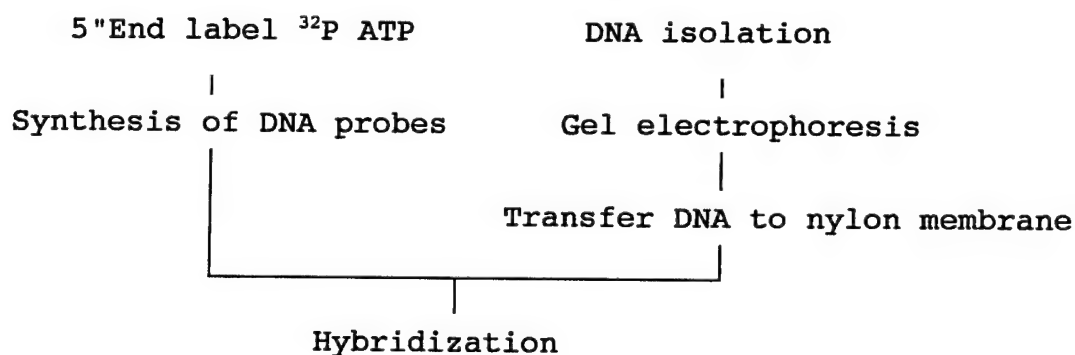 5"End label ³²P ATP
DNA isolation
Synthesis of DNA probes
Gel electrophoresis
Transfer DNA to nylon membrane
Hybridization